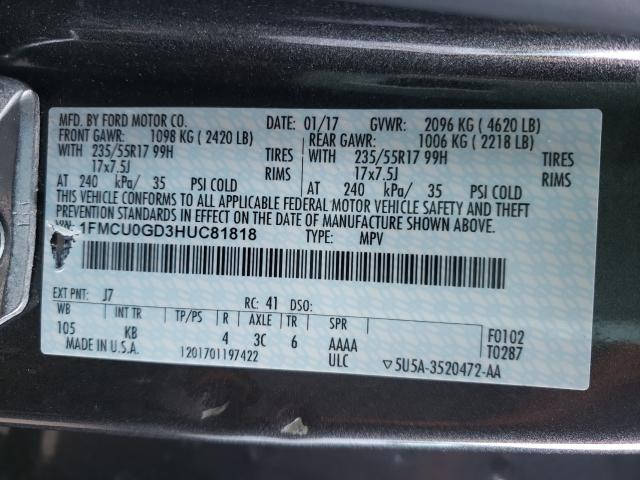 MFD. BY FORD MOTOR CO. DATE: 01/17 GVWR: 2096 KG ( 4620 LB)
FRONT GAWR: 1098 KG ( 2420 LB) REAR GAWR: 1006 KG ( 2218 LB)
WITH 235/55R17 99H TIRES WITH 235/55R17 99H TIRES
17x7.5J RIMS 17x7.5J RIMS
AT 240 kPa/ 35 PSI COLD AT 240 kPa/ 35 PSI COLD
THIS VEHICLE CONFORMS TO ALL APPLICABLE FEDERAL MOTOR VEHICLE SAFETY AND THEFT
PREVENTION STANDARDS IN EFFECT ON THE DATE OF MANUFACTURE SHOWN ABOVE.
1FMCU0GD3HUC81818 TYPE: MPV
EXT PNT: J7 RC: 41 DSO:
WB INT TR TP/PS R AXLE TR SPR
105 KB 4 3C 6 AAAA F0102
MADE IN U.S.A. 1201701197422 ULC ▽5U5A-3520472-AA T0287